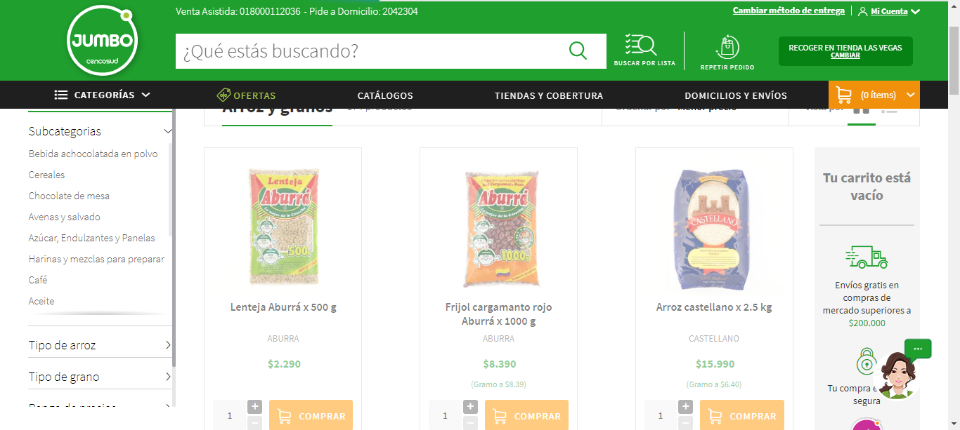 Venta Asistida: 018000112036 - Pide a Domicilio: 2042304
Cambiar método de entrega
Mi Cuenta
JUMBO
cencosud
¿Qué estás buscando?
BUSCAR POR LISTA
REPETIR PEDIDO
RECOGER EN TIENDA LAS VEGAS
CAMBIAR
CATEGORÍAS
OFERTAS
CATÁLOGOS
TIENDAS Y COBERTURA
DOMICILIOS Y ENVÍOS
(0 ítems)
Arroz y granos
Subcategorias
Bebida achocolatada en polvo
Cereales
Chocolate de mesa
Avenas y salvado
Azúcar, Endulzantes y Panelas
Harinas y mezclas para preparar
Café
Aceite
Tipo de arroz
Tipo de grano
Lenteja
Aburrá
500
Lenteja Aburrá x 500 g
ABURRA
$2.290
1
COMPRAR
Aburrá
1000
Frijol cargamanto rojo
Aburrá x 1000 g
ABURRA
$8.390
(Gramo a $8.39)
1
COMPRAR
CASTELLANO
Arroz castellano x 2.5 kg
CASTELLANO
$15.990
(Gramo a $6.40)
1
COMPRAR
Tu carrito está
vacío
Envíos gratis en
compras de
mercado superiores a
$200.000
Tu compra
segura